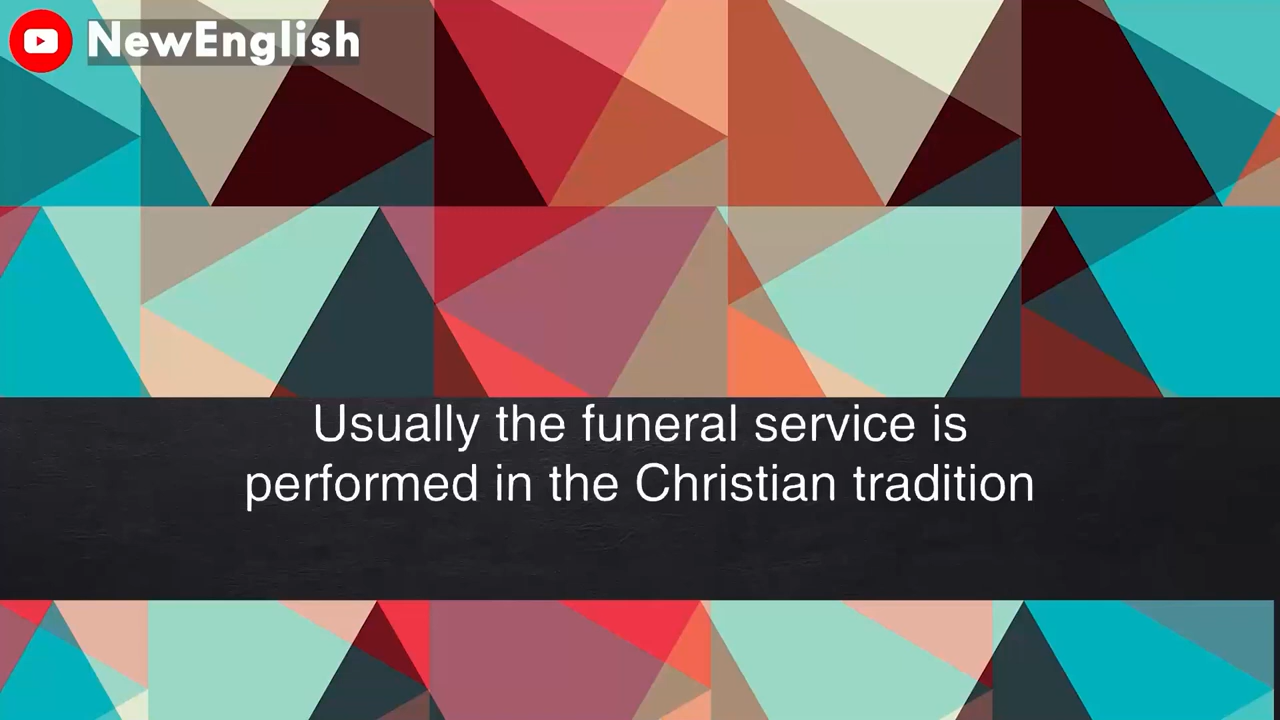 NewEnglish
Usually the funeral service is
performed in the Christian tradition